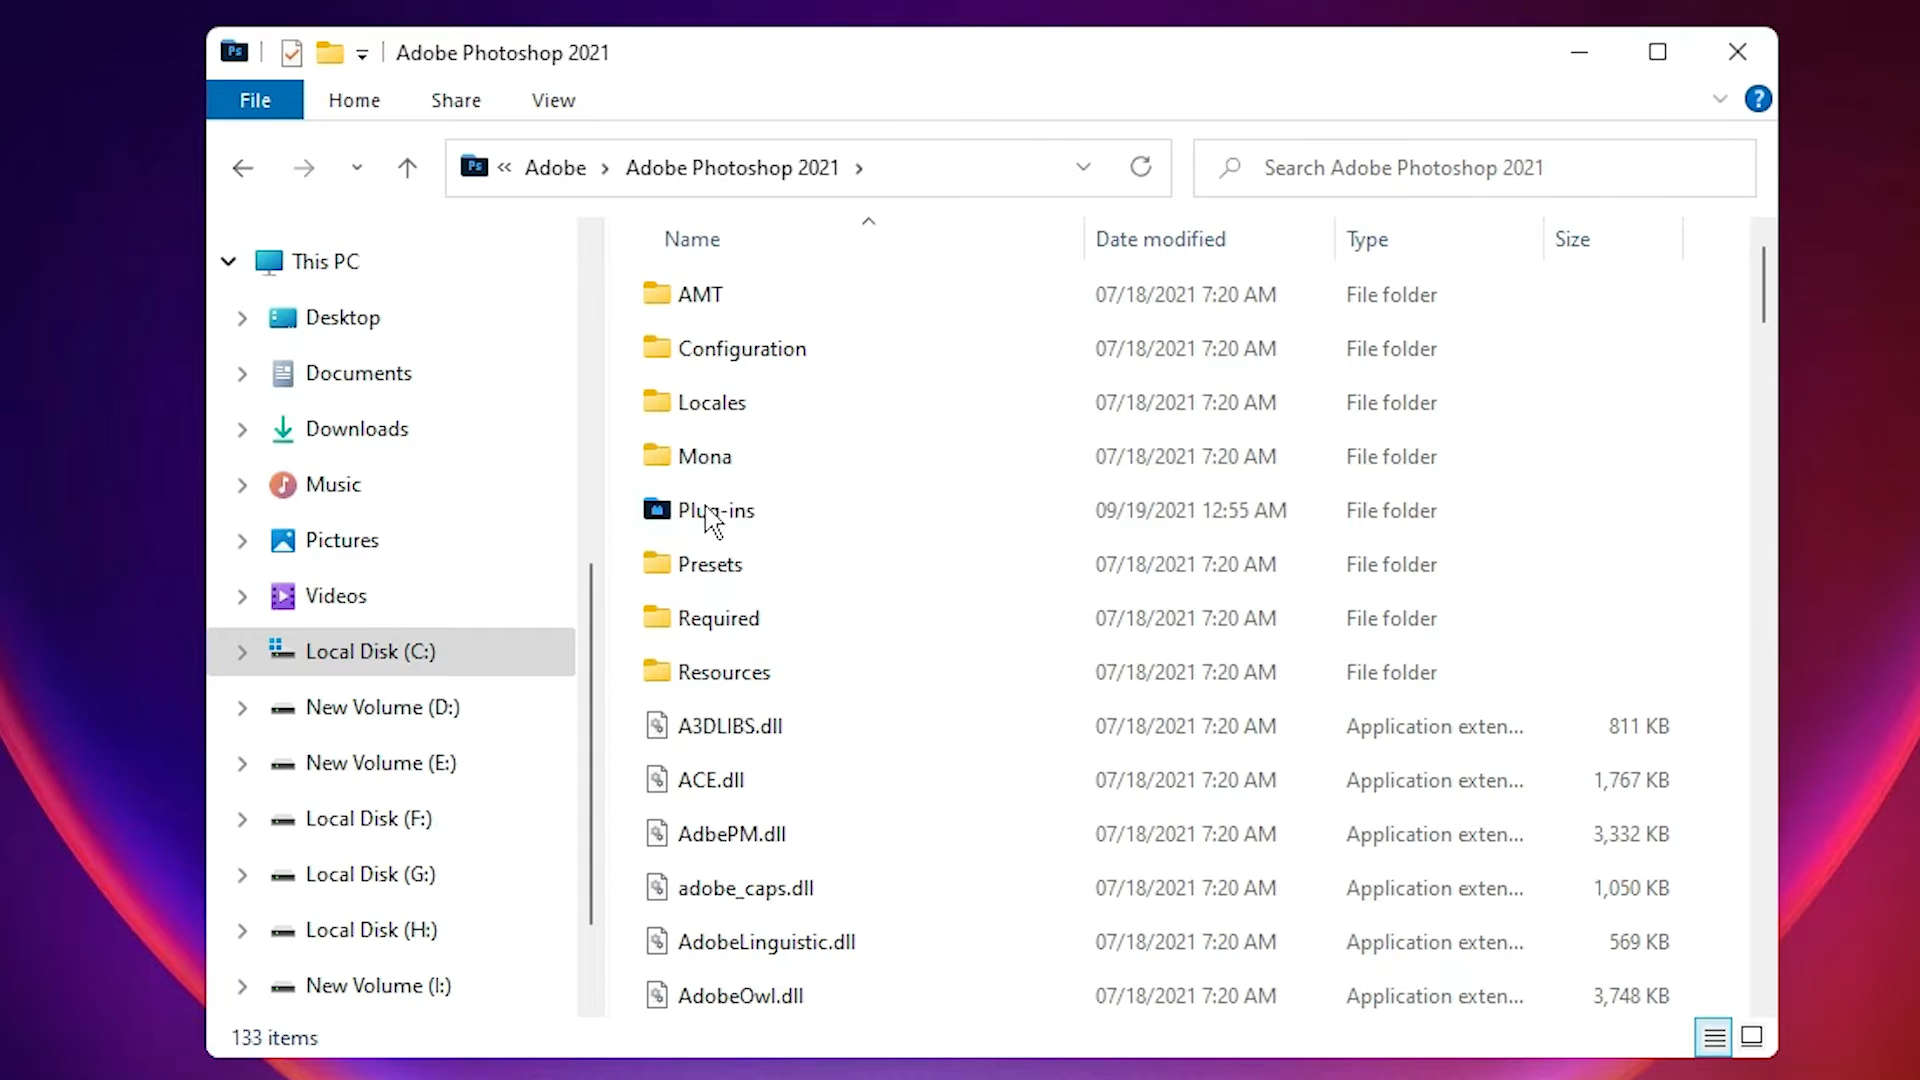 Ps Adobe Photoshop 2021
File Home Share View ?
Ps « Adobe > Adobe Photoshop 2021 > Search Adobe Photoshop 2021
Name Date modified Type Size
This PC
Desktop
Documents
Downloads
Music
Pictures
Videos
Local Disk (C:)
New Volume (D:)
New Volume (E:)
Local Disk (F:)
Local Disk (G:)
Local Disk (H:)
New Volume (I:)
AMT 07/18/2021 7:20 AM File folder
Configuration 07/18/2021 7:20 AM File folder
Locales 07/18/2021 7:20 AM File folder
Mona 07/18/2021 7:20 AM File folder
Plug-ins 09/19/2021 12:55 AM File folder
Presets 07/18/2021 7:20 AM File folder
Required 07/18/2021 7:20 AM File folder
Resources 07/18/2021 7:20 AM File folder
A3DLIBS.dll 07/18/2021 7:20 AM Application exten... 811 KB
ACE.dll 07/18/2021 7:20 AM Application exten... 1,767 KB
AdbePM.dll 07/18/2021 7:20 AM Application exten... 3,332 KB
adobe_caps.dll 07/18/2021 7:20 AM Application exten... 1,050 KB
AdobeLinguistic.dll 07/18/2021 7:20 AM Application exten... 569 KB
AdobeOwl.dll 07/18/2021 7:20 AM Application exten... 3,748 KB
133 items